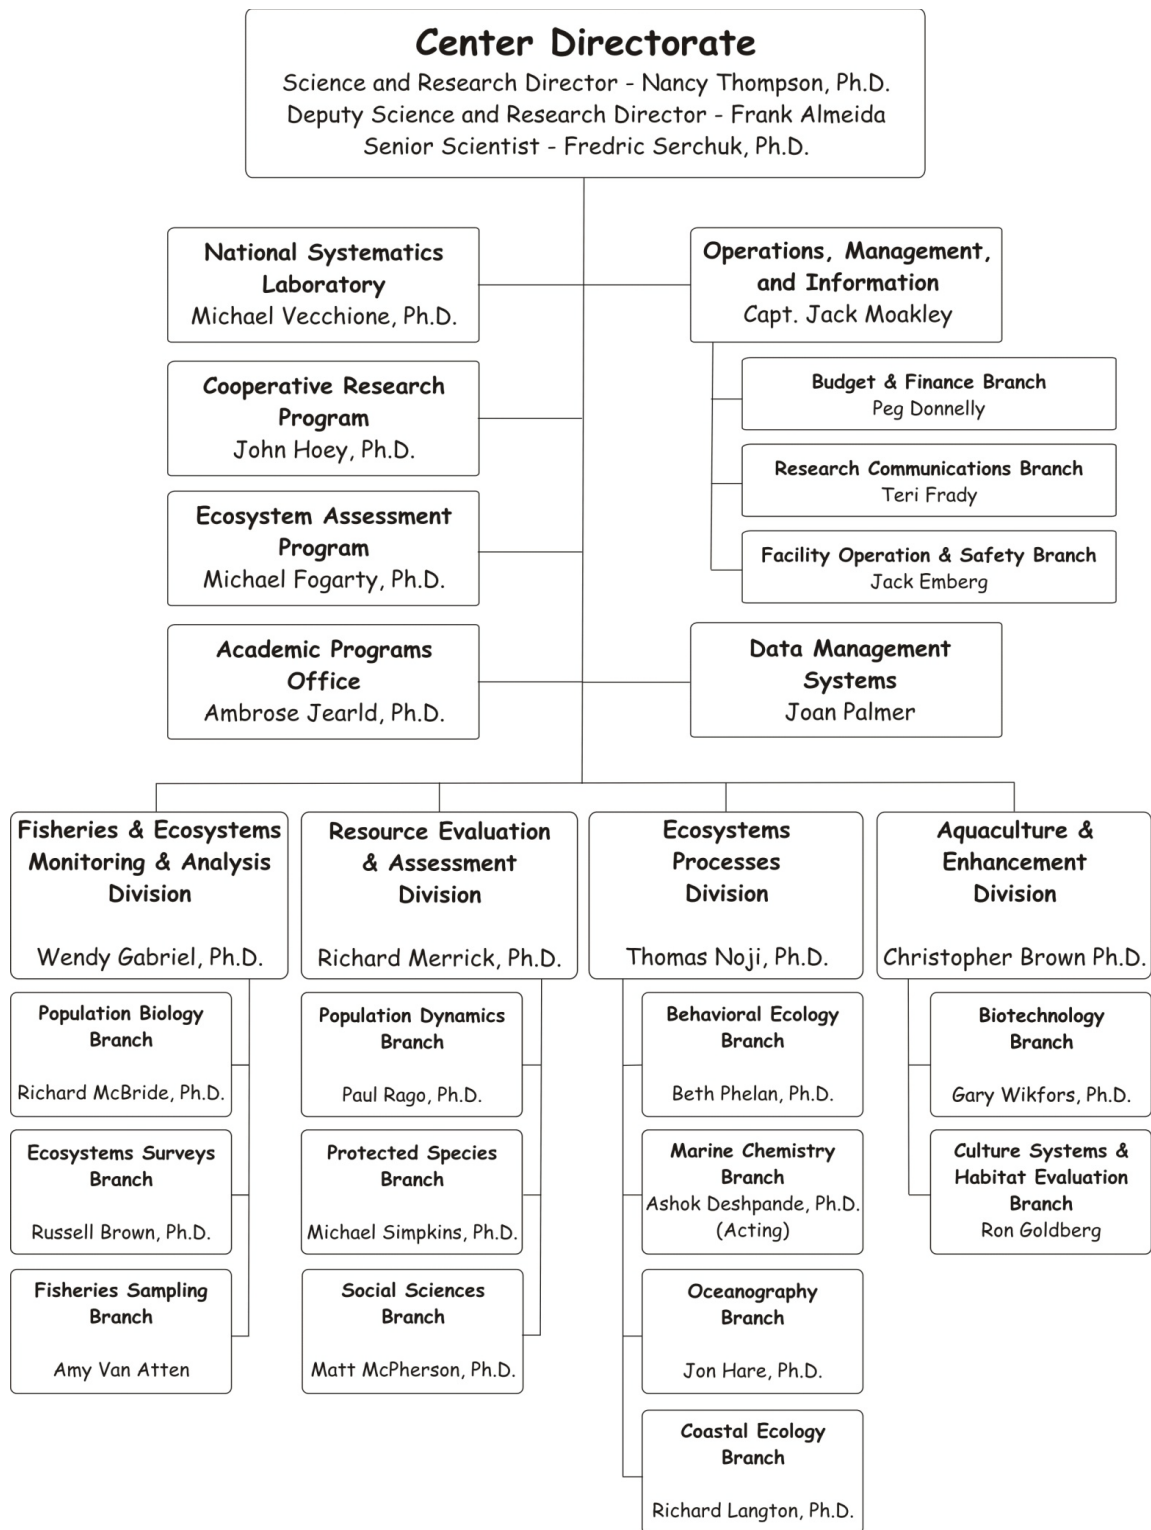 Center Directorate
Science and Research Director - Nancy Thompson, Ph.D.
Deputy Science and Research Director - Frank Almeida
Senior Scientist - Fredric Serchuk, Ph.D.
National Systematics
Laboratory
Michael Vecchione, Ph.D.
Operations, Management,
and Information
Capt. Jack Moakley
Cooperative Research
Program
John Hoey, Ph.D.
Budget & Finance Branch
Peg Donnelly
Research Communications Branch
Teri Frady
Ecosystem Assessment
Program
Michael Fogarty, Ph.D.
Facility Operation & Safety Branch
Jack Emberg
Academic Programs
Office
Ambrose Jearld, Ph.D.
Data Management
Systems
Joan Palmer
Fisheries & Ecosystems
Monitoring & Analysis
Division
Wendy Gabriel, Ph.D.
Population Biology
Branch
Richard McBride, Ph.D.
Ecosystems Surveys
Branch
Russell Brown, Ph.D.
Fisheries Sampling
Branch
Amy Van Atten
Resource Evaluation
& Assessment
Division
Richard Merrick, Ph.D.
Population Dynamics
Branch
Paul Rago, Ph.D.
Protected Species
Branch
Michael Simpkins, Ph.D.
Social Sciences
Branch
Matt McPherson, Ph.D.
Ecosystems
Processes
Division
Thomas Noji, Ph.D.
Behavioral Ecology
Branch
Beth Phelan, Ph.D.
Marine Chemistry
Branch
Ashok Deshpande, Ph.D.
(Acting)
Oceanography
Branch
Jon Hare, Ph.D.
Coastal Ecology
Branch
Richard Langton, Ph.D.
Aquaculture &
Enhancement
Division
Christopher Brown Ph.D.
Biotechnology
Branch
Gary Wikfors, Ph.D.
Culture Systems &
Habitat Evaluation
Branch
Ron Goldberg